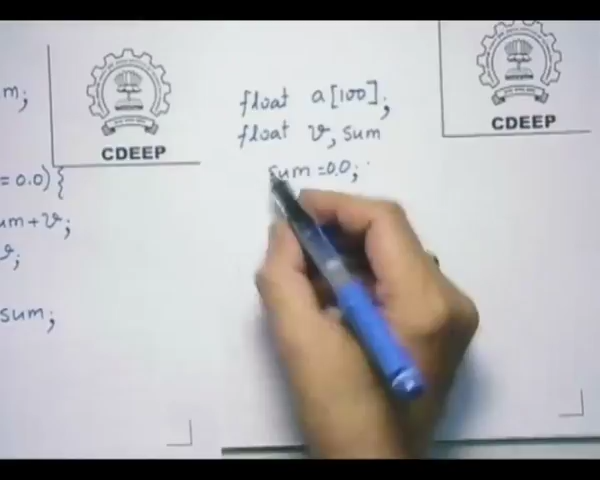 m;
= 0.0) {
um + v;
v;
sum;
CDEEP
float a[100];
float v, sum
sum = 0.0;
CDEEP